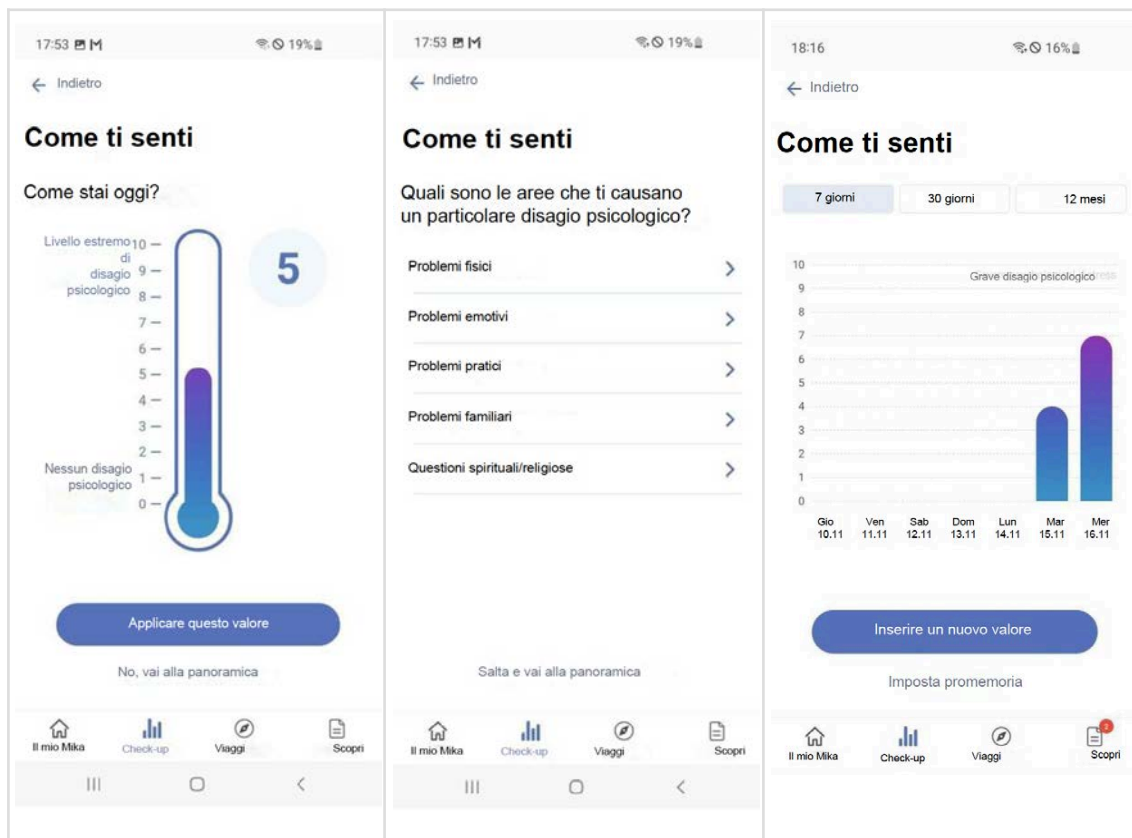 17:53 M 19%
Indietro
Come ti senti
Come stai oggi?
Livello estremo
di
disagio
psicologico
10
9
8
7
6
5
4
3
2
1
0
5
Nessun disagio
psicologico
Applicare questo valore
No, vai alla panoramica
Il mio Mika Check-up Viaggi Scopri
17:53 M 19%
Indietro
Come ti senti
Quali sono le aree che ti causano
un particolare disagio psicologico?
Problemi fisici
Problemi emotivi
Problemi pratici
Problemi familiari
Questioni spirituali/religiose
Salta e vai alla panoramica
Il mio Mika Check-up Viaggi Scopri
18:16 16%
Indietro
Come ti senti
7 giorni 30 giorni 12 mesi
Grave disagio psicologico
10
9
8
7
6
5
4
3
2
1
0
Gio Ven Sab Dom Lun Mar Mer
10.11 11.11 12.11 13.11 14.11 15.11 16.11
Inserire un nuovo valore
Imposta promemoria
Il mio Mika Check-up Viaggi Scopri